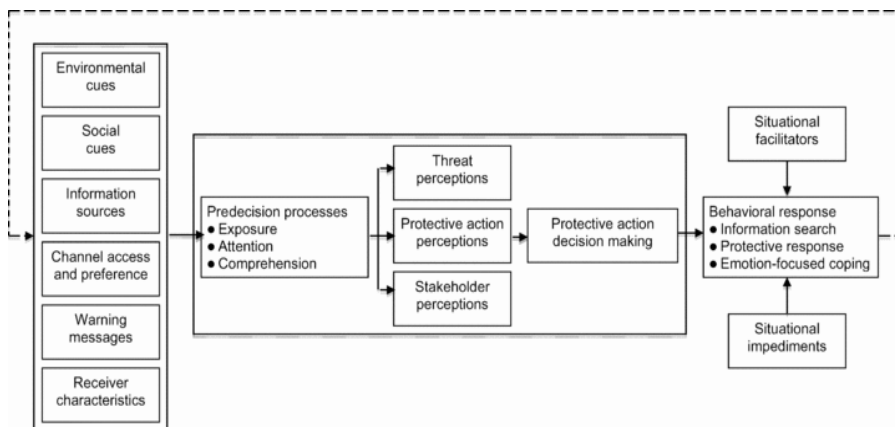 Environmental
cues
Social
cues
Information
sources
Channel access
and preference
Warning
messages
Receiver
characteristics
Predecision processes
● Exposure
● Attention
● Comprehension
Threat
perceptions
Protective action
perceptions
Stakeholder
perceptions
Protective action
decision making
Situational
facilitators
Behavioral response
● Information search
● Protective response
● Emotion-focused coping
Situational
impediments